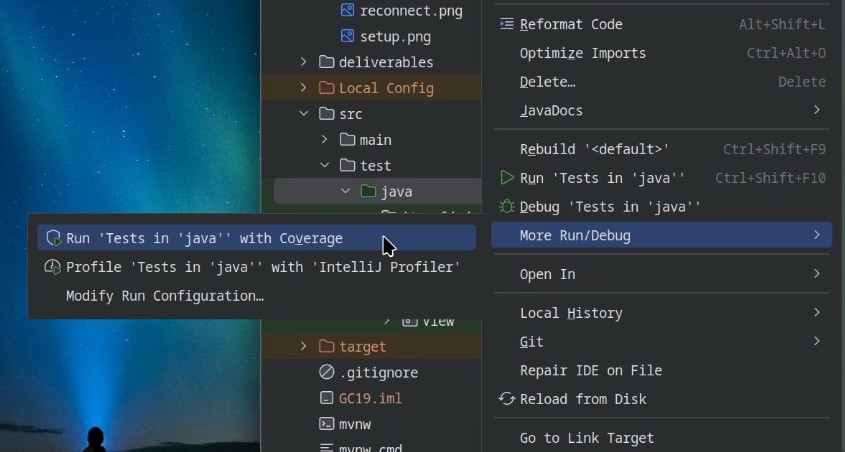 reconnect.png
setup.png
deliverables
Local Config
src
main
test
java
View
target
.gitignore
GC19.iml
mvnw
mvnw.cmd
Run 'Tests in 'java'' with Coverage
Profile 'Tests in 'java'' with 'IntelliJ Profiler'
Modify Run Configuration…
Reformat Code Alt+Shift+L
Optimize Imports Ctrl+Alt+O
Delete… Delete
JavaDocs
Rebuild '<default>' Ctrl+Shift+F9
Run 'Tests in 'java'' Ctrl+Shift+F10
Debug 'Tests in 'java''
More Run/Debug
Open In
Local History
Git
Repair IDE on File
Reload from Disk
Go to Link Target